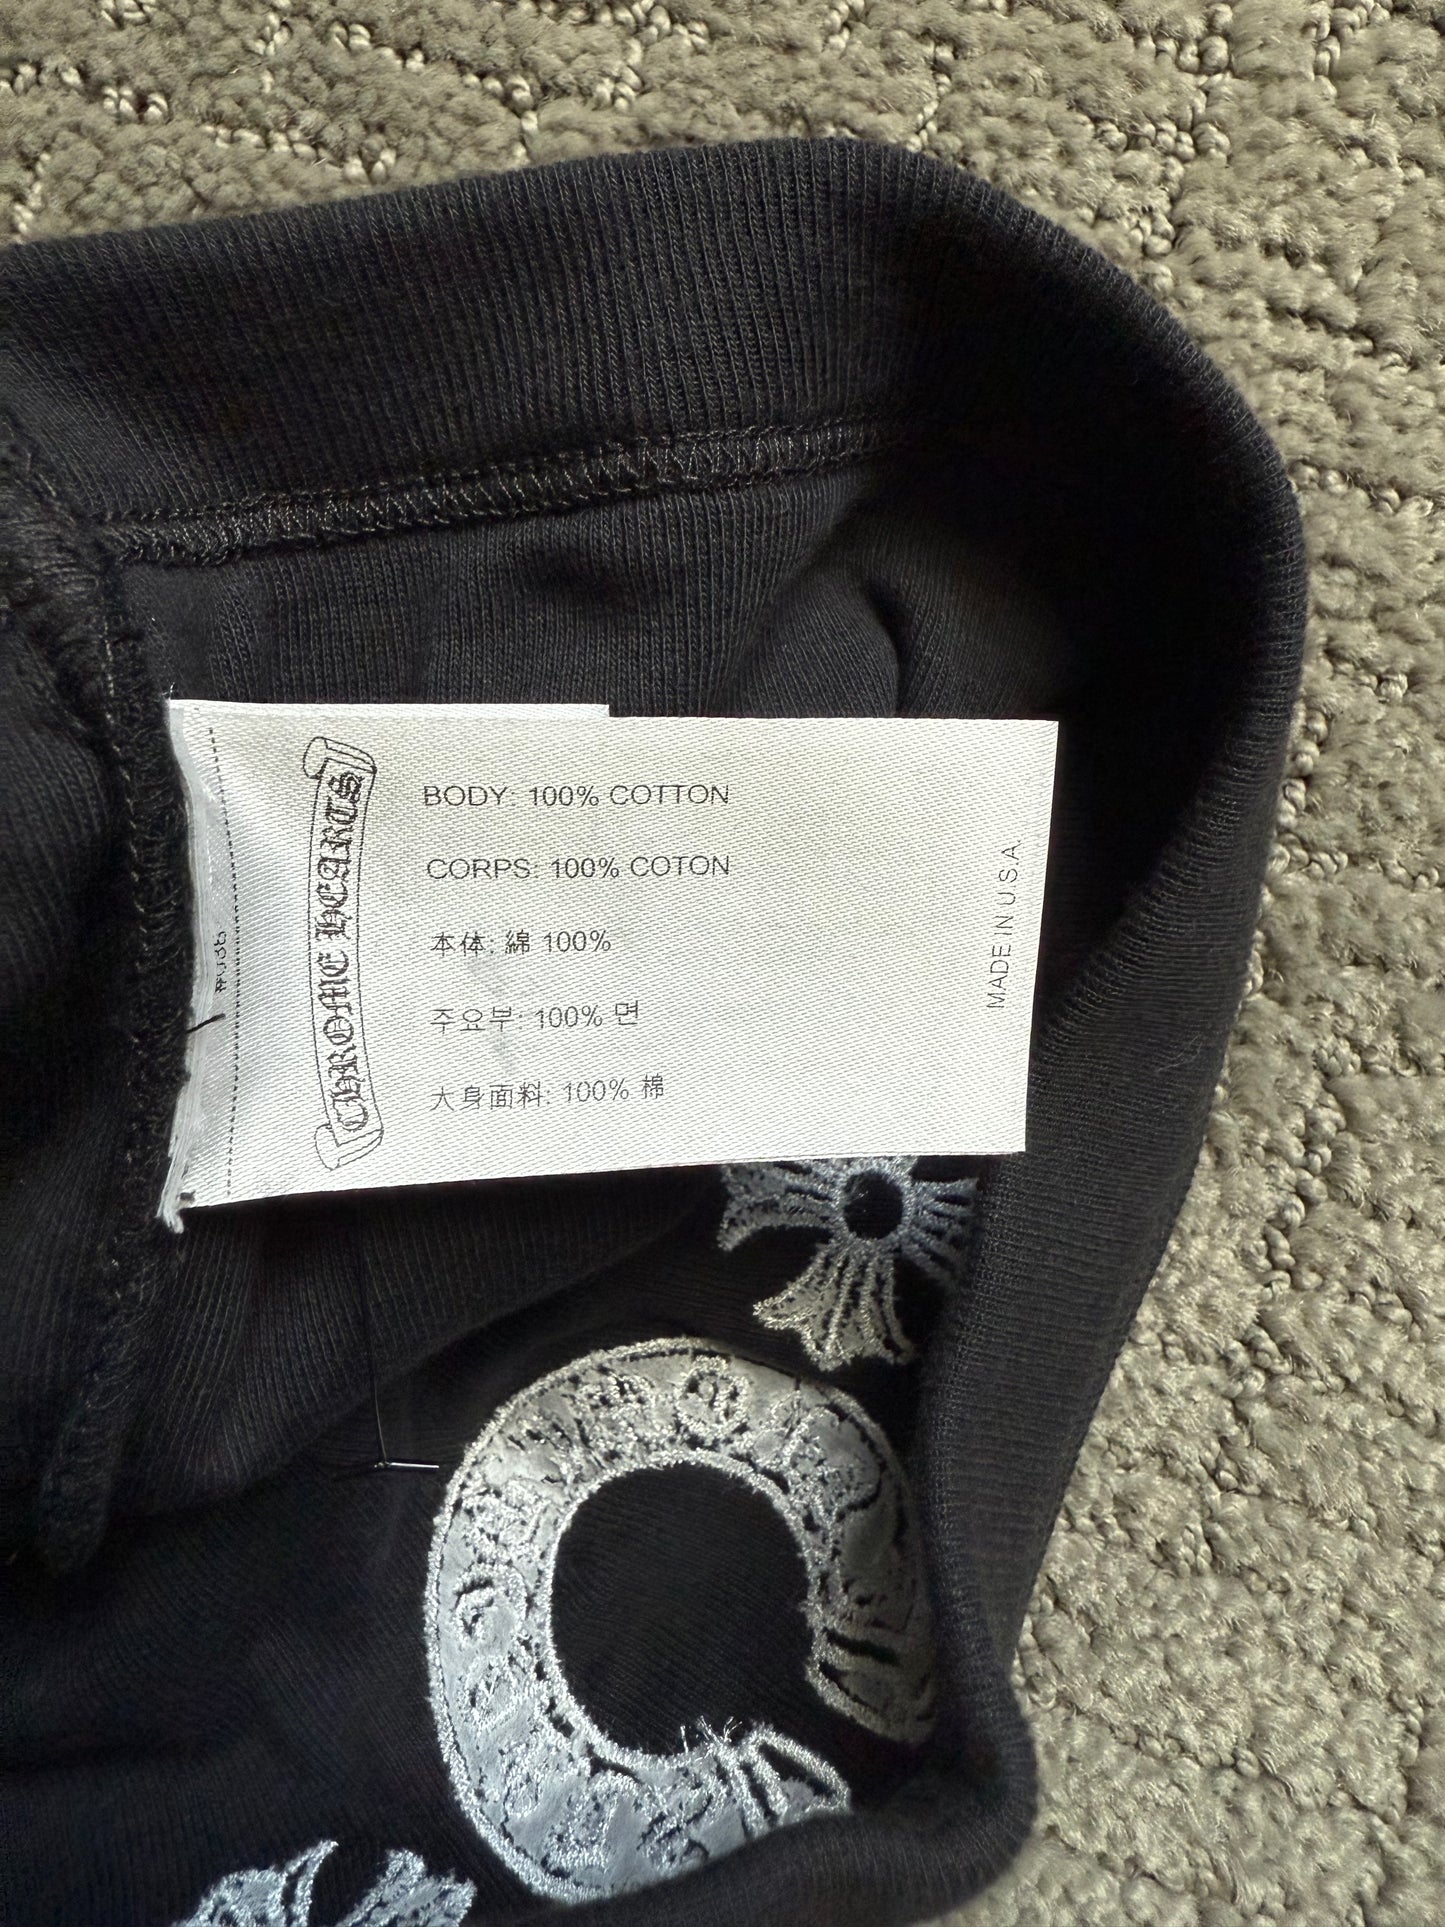 CHROME HEARTS
BODY: 100% COTTON
CORPS: 100% COTON
本体: 綿 100%
주요부: 100% 면
大身面料: 100% 棉
MADE IN U.S.A.